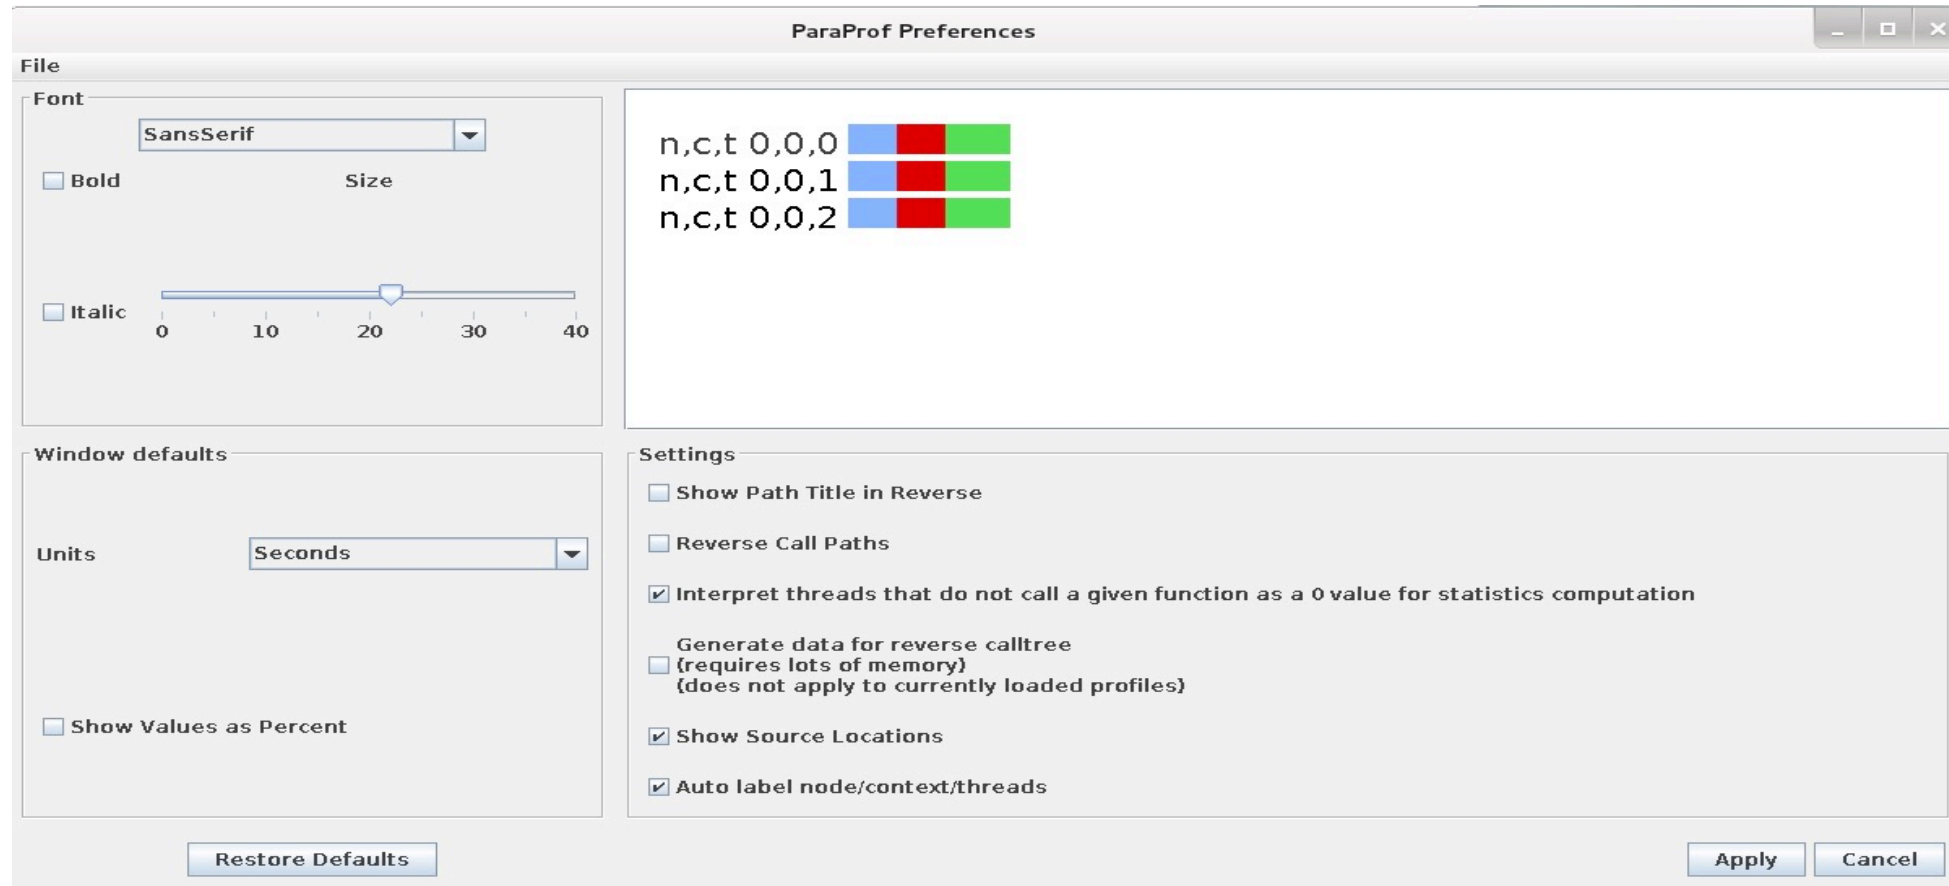 ParaProf Preferences
File
Font
SansSerif
Bold
Size
Italic
0 10 20 30 40
n,c,t 0,0,0
n,c,t 0,0,1
n,c,t 0,0,2
Window defaults
Units
Seconds
Show Values as Percent
Settings
Show Path Title in Reverse
Reverse Call Paths
Interpret threads that do not call a given function as a 0 value for statistics computation
Generate data for reverse calltree
(requires lots of memory)
(does not apply to currently loaded profiles)
Show Source Locations
Auto label node/context/threads
Restore Defaults
Apply
Cancel